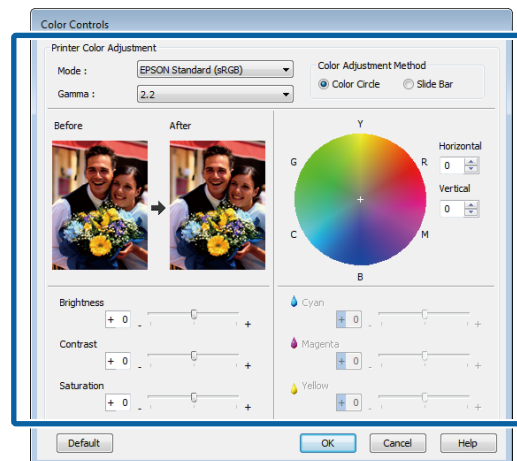 Color Controls
Printer Color Adjustment
Mode : EPSON Standard (sRGB)
Gamma : 2.2
Color Adjustment Method
Color Circle Slide Bar
Before After
Y
G R
C M
B
Horizontal
0
Vertical
0
Brightness
+ 0 - +
Contrast
+ 0 - +
Saturation
+ 0 - +
Cyan
+ 0 - +
Magenta
+ 0 - +
Yellow
+ 0 - +
Default OK Cancel Help